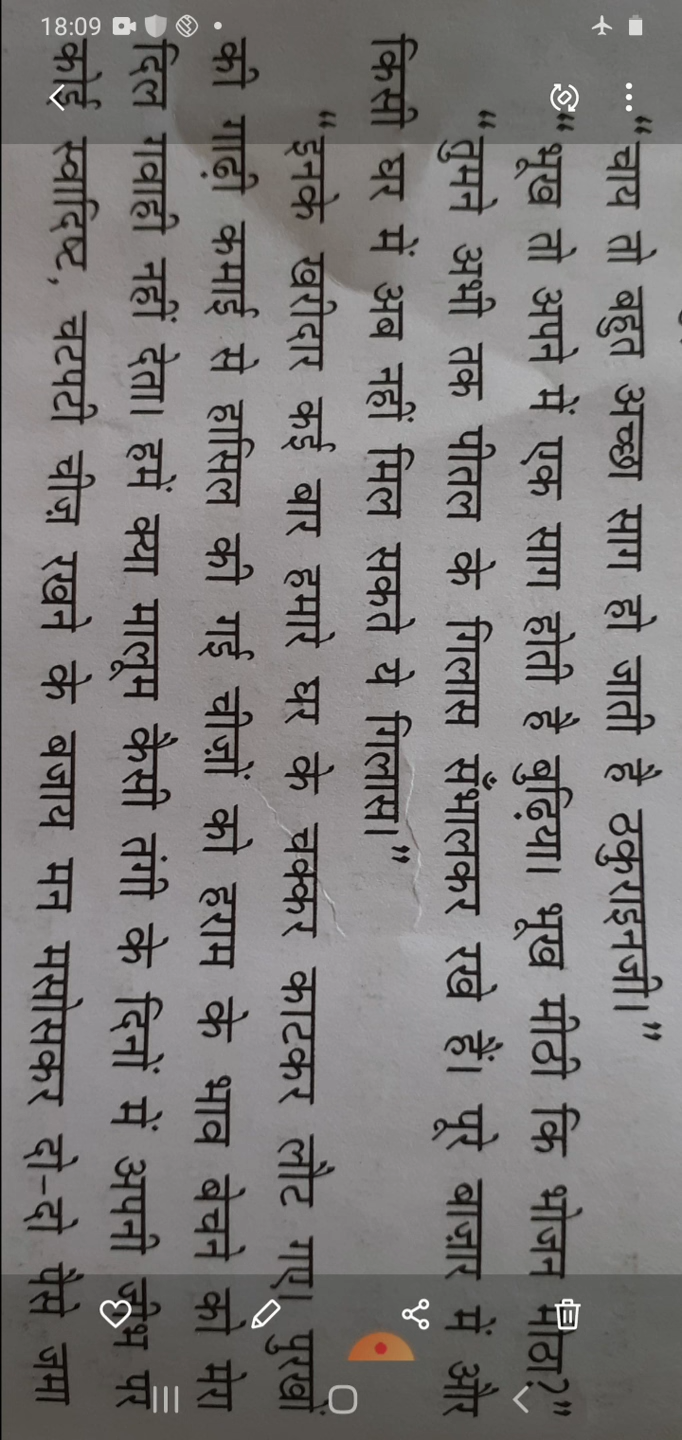 18:09
“चाय तो बहुत अच्छा साग हो जाती है ठकुराइनजी।”
“भूख तो अपने में एक साग होती है बुढ़िया। भूख मीठी कि भोजन मीठा?”
“तुमने अभी तक पीतल के गिलास सँभालकर रखे हैं। पूरे बाज़ार में और
किसी घर में अब नहीं मिल सकते ये गिलास।”
“इनके खरीदार कई बार हमारे घर के चक्कर काटकर लौट गए। पुरखों
की गाढ़ी कमाई से हासिल की गई चीज़ों को हराम के भाव बेचने को मेरा
दिल गवाही नहीं देता। हमें क्या मालूम कैसी तंगी के दिनों में अपनी जीभ पर
कोई स्वादिष्ट, चटपटी चीज़ रखने के बजाय मन मसोसकर दो-दो पैसे जमा